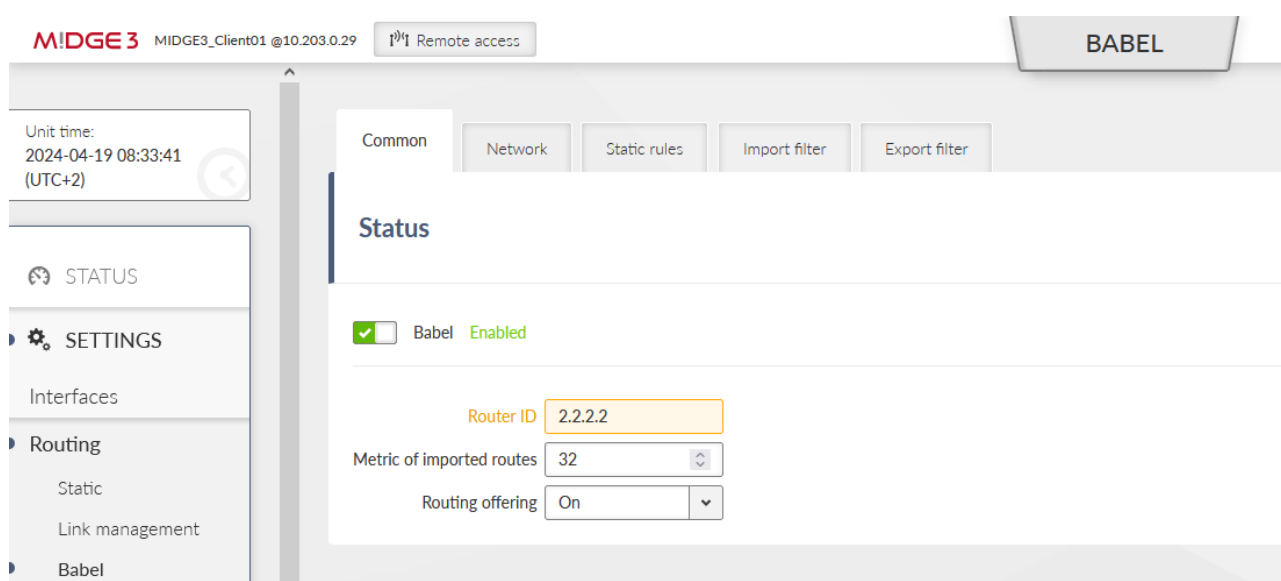 M!DGE 3 MIDGE3_Client01 @10.203.0.29 Remote access BABEL
Unit time:
2024-04-19 08:33:41
(UTC+2)
STATUS
SETTINGS
Interfaces
Routing
Static
Link management
Babel
Common Network Static rules Import filter Export filter
Status
Babel Enabled
Router ID 2.2.2.2
Metric of imported routes 32
Routing offering On